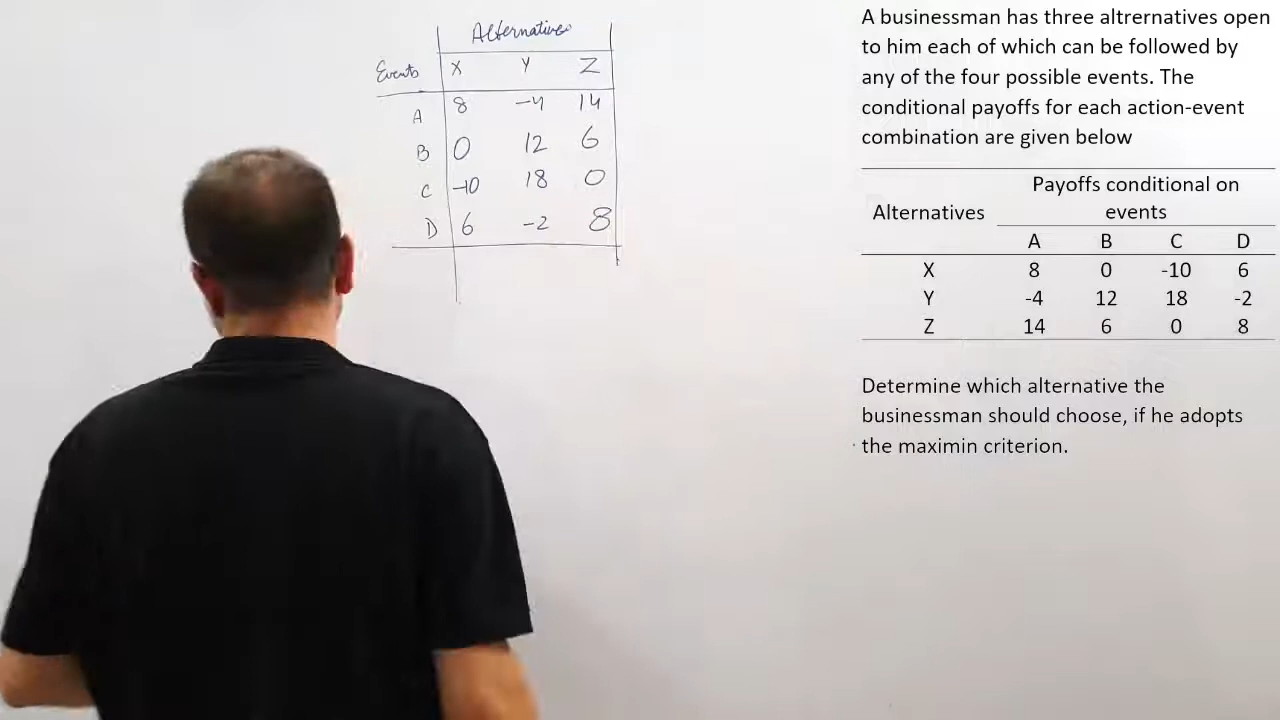 Alternatives
Events X Y Z
A 8 -4 14
B 0 12 6
C -10 18 0
D 6 -2 8
A businessman has three altrernatives open
to him each of which can be followed by
any of the four possible events. The
conditional payoffs for each action-event
combination are given below
Payoffs conditional on
events
Alternatives
A B C D
X 8 0 -10 6
Y -4 12 18 -2
Z 14 6 0 8
Determine which alternative the
businessman should choose, if he adopts
the maximin criterion.